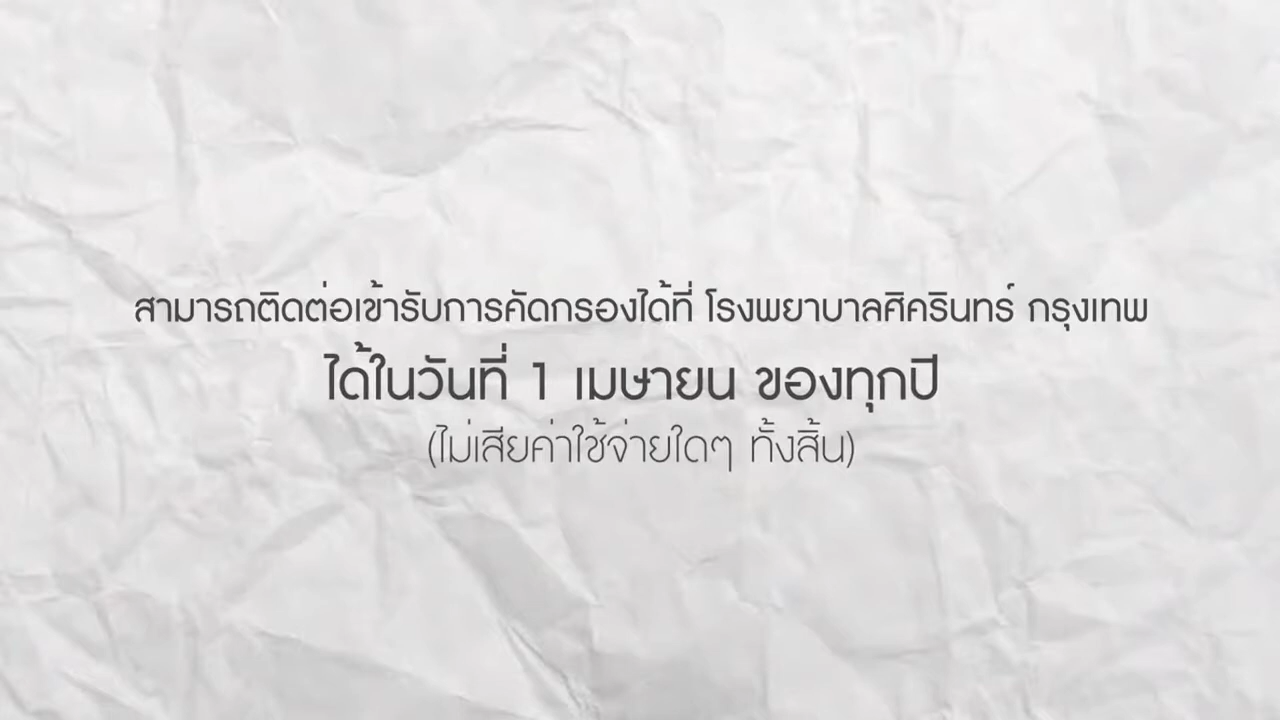 สามารถติดต่อเข้ารับการคัดกรองได้ที่ โรงพยาบาลศิครินทร์ กรุงเทพ
ได้ในวันที่ 1 เมษายน ของทุกปี
(ไม่เสียค่าใช้จ่ายใดๆ ทั้งสิ้น)